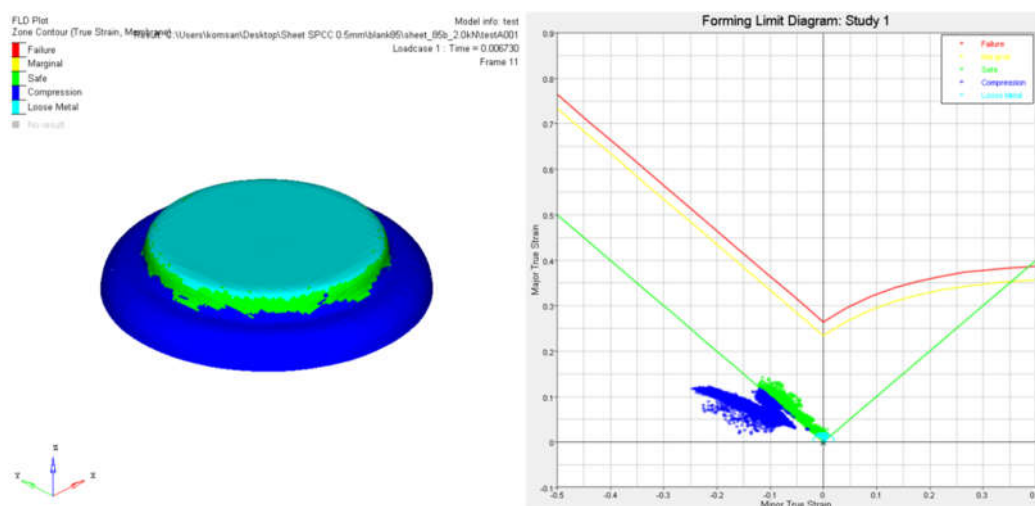 FLD Plot
Zone Contour (True Strain, Membrane)
Failure
Marginal
Safe
Compression
Loose Metal
No result
Model info: test
Result: C:\Users\komsan\Desktop\Sheet SPCC 0.5mm\blank85\sheet_85b_2.0kN\testA001
Loadcase 1 : Time = 0.006730
Frame 11
Z
Y
X
Forming Limit Diagram: Study 1
Failure
Marginal
Safe
Compression
Loose Metal
Major True Strain
0.9
0.8
0.7
0.6
0.5
0.4
0.3
0.2
0.1
0
-0.1
-0.5
-0.4
-0.3
-0.2
-0.1
0
0.1
0.2
0.3
0.4
Minor True Strain